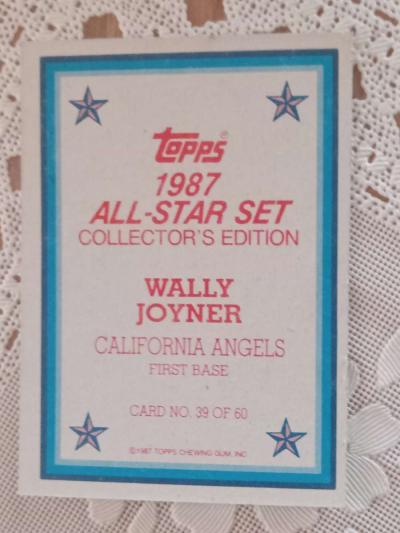 Topps®
1987
ALL-STAR SET
COLLECTOR'S EDITION
WALLY
JOYNER
CALIFORNIA ANGELS
FIRST BASE
CARD NO. 39 OF 60
©1987 TOPPS CHEWING GUM, INC